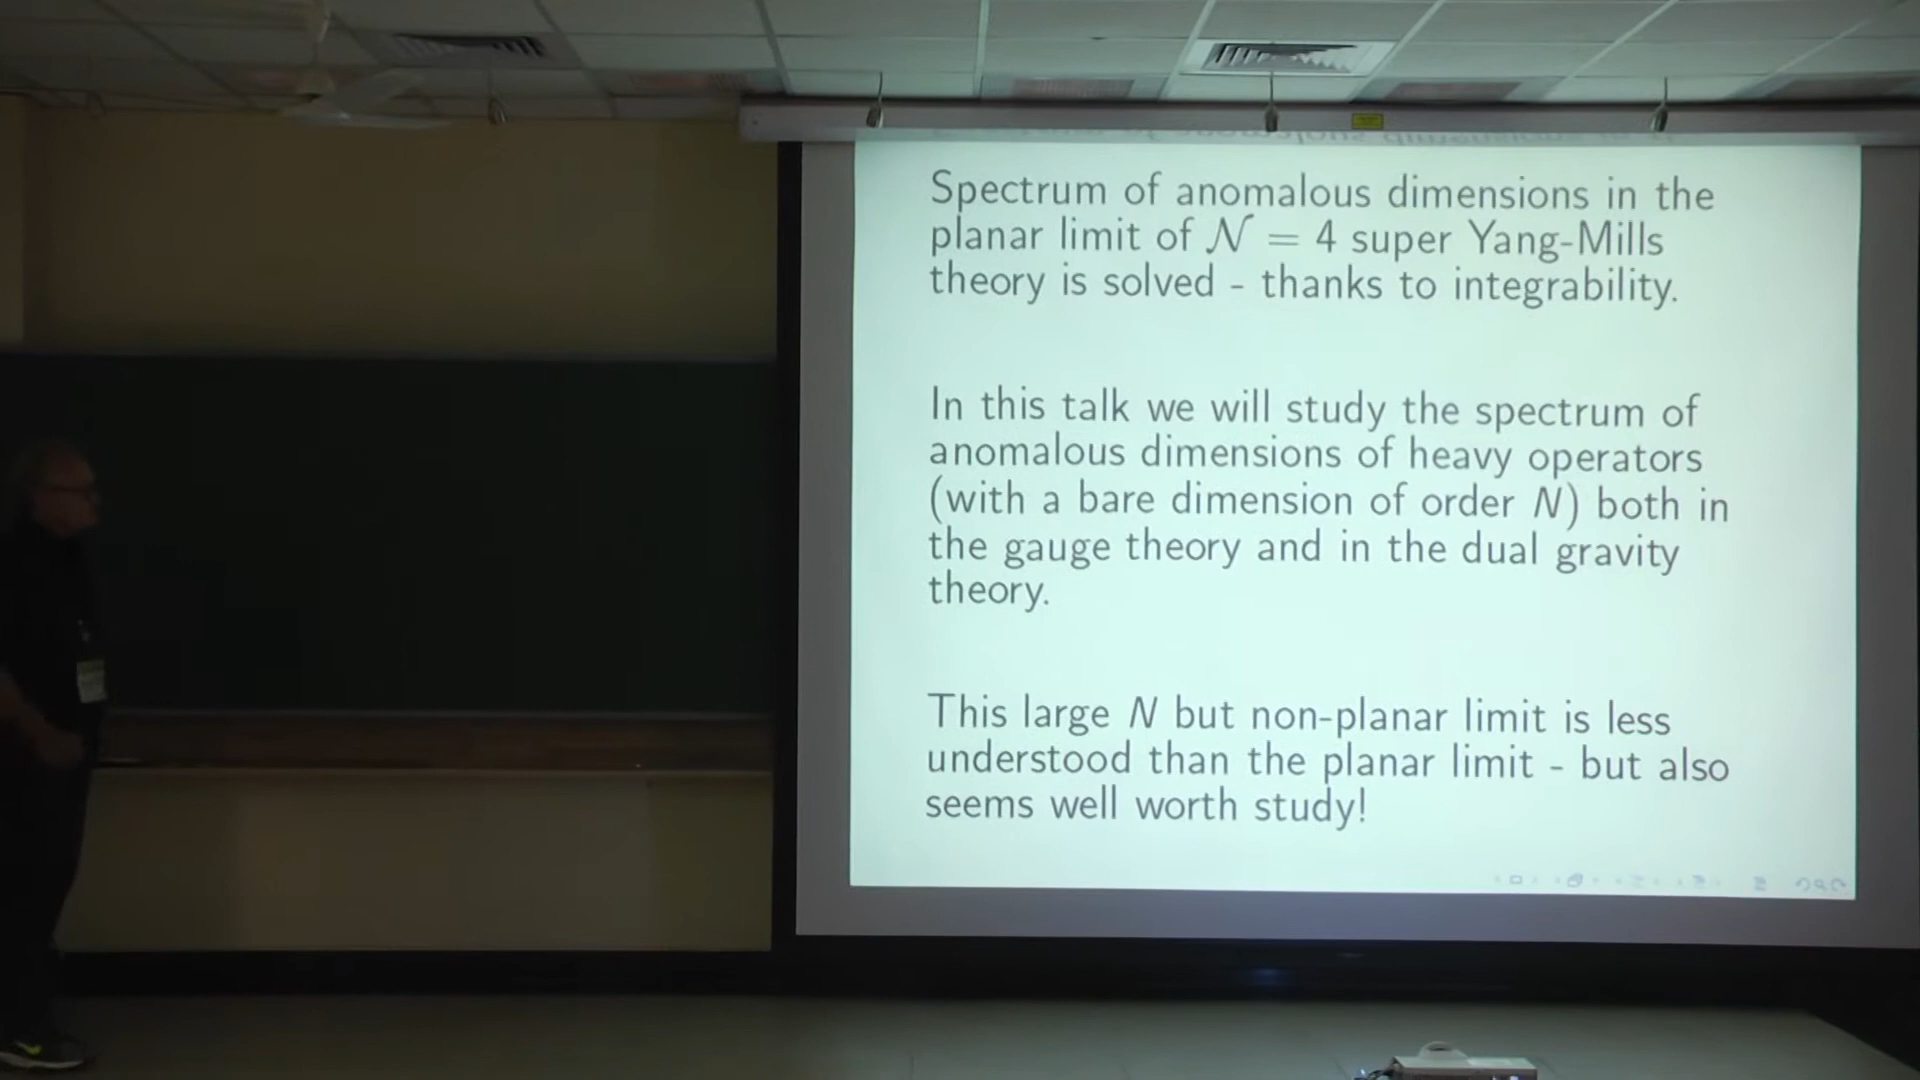 Spectrum of anomalous dimensions in the
planar limit of 𝒩 = 4 super Yang-Mills
theory is solved - thanks to integrability.
In this talk we will study the spectrum of
anomalous dimensions of heavy operators
(with a bare dimension of order N) both in
the gauge theory and in the dual gravity
theory.
This large N but non-planar limit is less
understood than the planar limit - but also
seems well worth study!